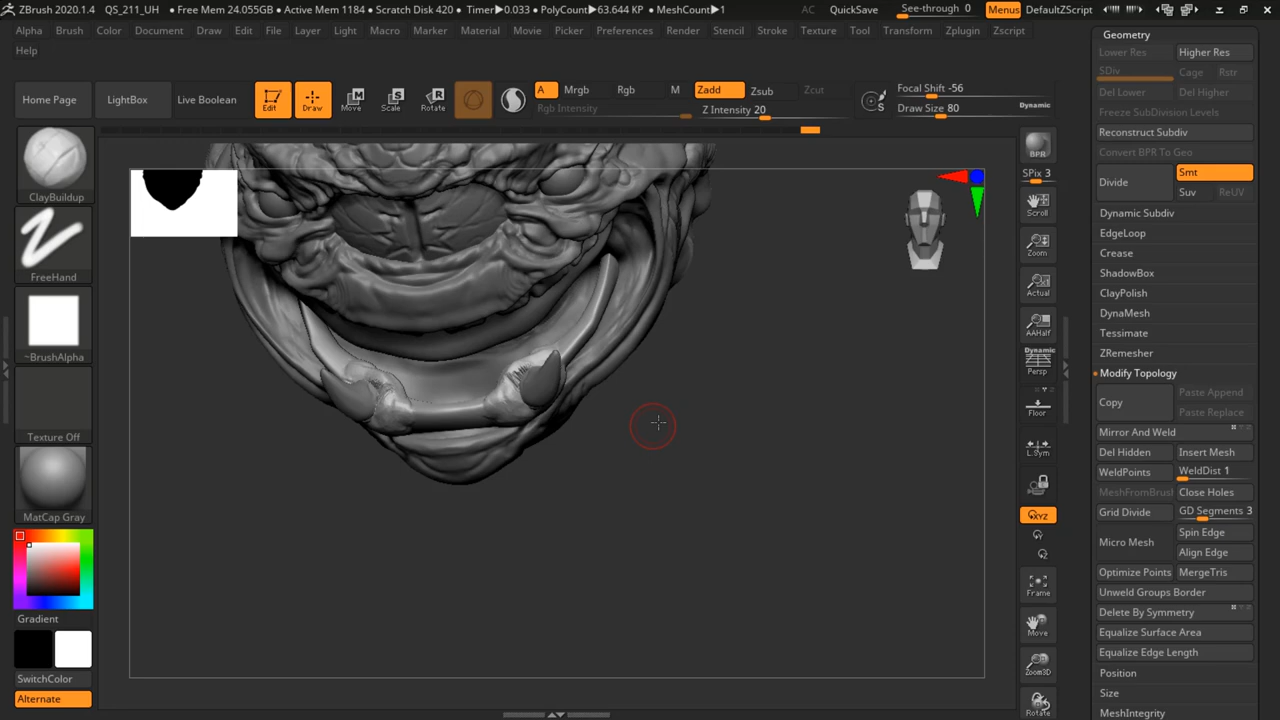 ZBrush 2020.1.4 QS_211_UH • Free Mem 24.055GB • Active Mem 1184 • Scratch Disk 420 • Timer▶0.033 • PolyCount▶63.644 KP • MeshCount▶1 AC QuickSave See-through 0 Menus DefaultZScript
Alpha Brush Color Document Draw Edit File Layer Light Macro Marker Material Movie Picker Preferences Render Stencil Stroke Texture Tool Transform Zplugin Zscript
Help
Home Page LightBox Live Boolean Edit Draw Move Scale Rotate
A Mrgb Rgb M Zadd Zsub Zcut
Rgb Intensity Z Intensity 20
Focal Shift -56
Draw Size 80 Dynamic
ClayBuildup
FreeHand
~BrushAlpha
Texture Off
MatCap Gray
Gradient
SwitchColor
Alternate
BPR
SPix 3
Scroll
Zoom
Actual
AAHalf
Dynamic
Persp
Floor
L.Sym
XYZ
Frame
Move
Zoom3D
Rotate
Geometry
Lower Res Higher Res
SDiv Cage Rstr
Del Lower Del Higher
Freeze SubDivision Levels
Reconstruct Subdiv
Convert BPR To Geo
Divide Smt
Suv ReUV
Dynamic Subdiv
EdgeLoop
Crease
ShadowBox
ClayPolish
DynaMesh
Tessimate
ZRemesher
Modify Topology
Copy Paste Append
Paste Replace
Mirror And Weld
Del Hidden Insert Mesh
WeldPoints WeldDist 1
MeshFromBrus Close Holes
Grid Divide GD Segments 3
Micro Mesh Spin Edge
Align Edge
Optimize Points MergeTris
Unweld Groups Border
Delete By Symmetry
Equalize Surface Area
Equalize Edge Length
Position
Size
MeshIntegrity